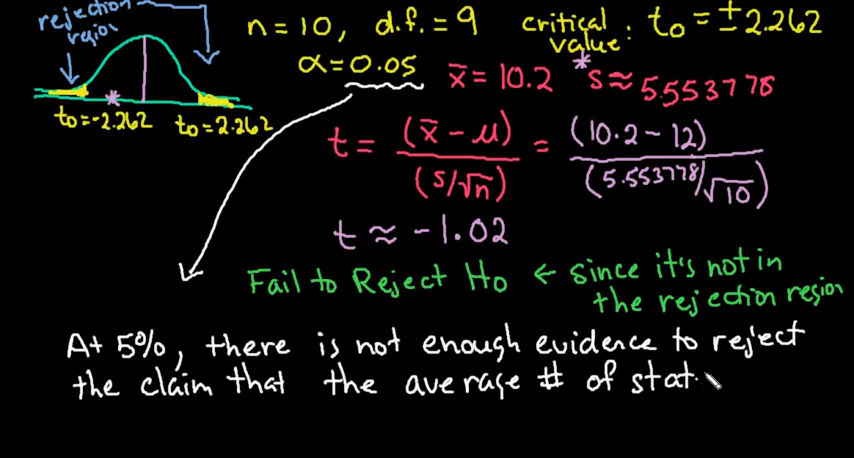 rejection
region
n = 10, d.f. = 9 critical value: t₀ = ±2.262
α = 0.05
x̄ = 10.2 *s ≈ 5.553778
t₀ = -2.262 t₀ = 2.262
t = (x̄ - μ) / (s/√n) = (10.2 - 12) / (5.553778/√10)
t ≈ -1.02
Fail to Reject H₀ ← since it's not in
the rejection region
At 5%, there is not enough evidence to reject
the claim that the average # of stat